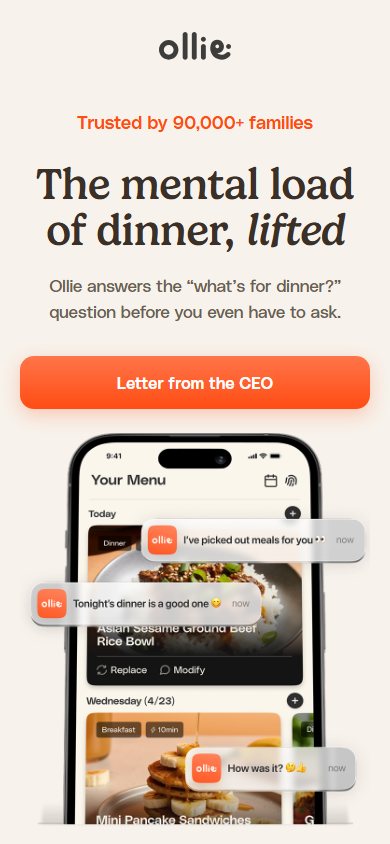 ollie
Trusted by 90,000+ families
The mental load
of dinner, lifted
Ollie answers the “what’s for dinner?”
question before you even have to ask.
Letter from the CEO
9:41
Your Menu
Today
Dinner
ollie
I’ve picked out meals for you 👀
now
ollie
Tonight’s dinner is a good one 😋
now
Asian Sesame Ground Beef
Rice Bowl
Replace
Modify
Wednesday (4/23)
Breakfast
10min
ollie
How was it? 🤔👍
now
Mini Pancake Sandwiches